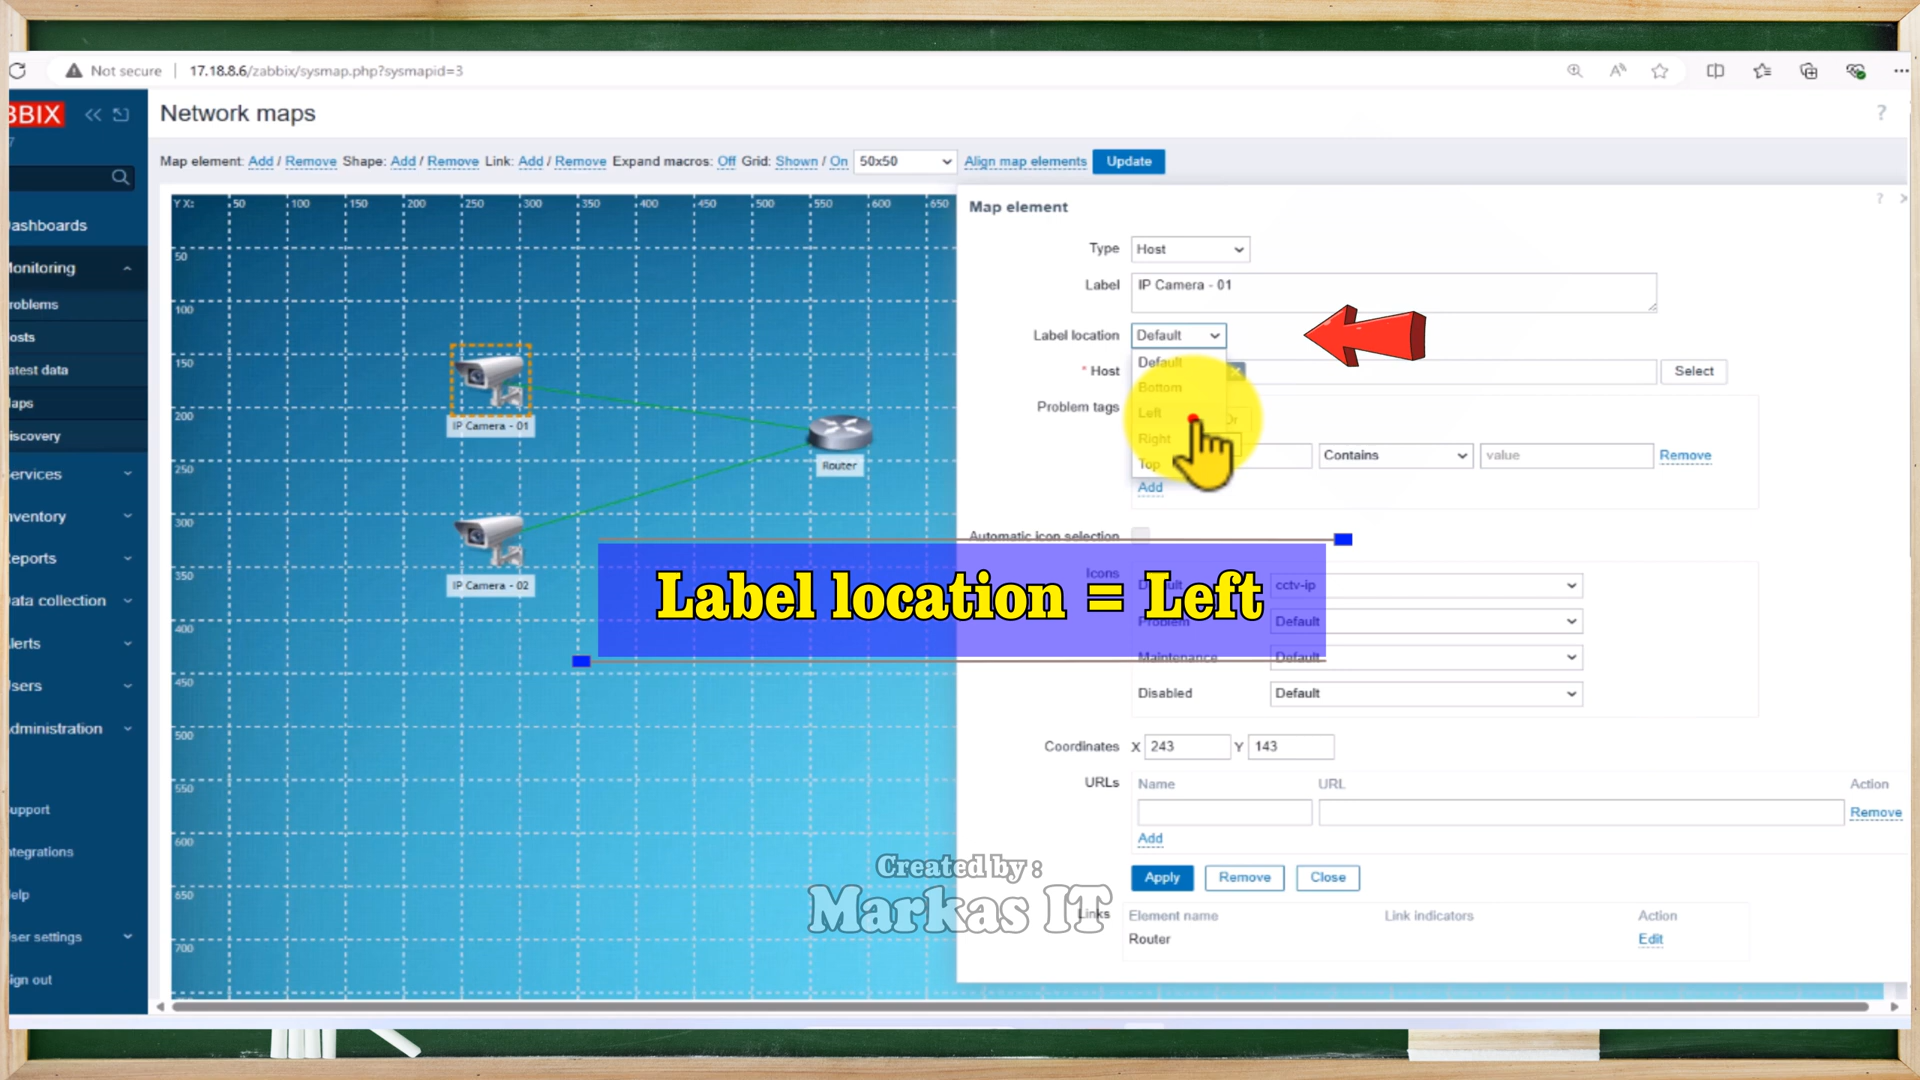 Not secure | 17.18.8.6/zabbix/sysmap.php?sysmapid=3
BBIX
Network maps
?
Map element: Add / Remove Shape: Add / Remove Link: Add / Remove Expand macros: Off Grid: Shown / On 50x50 Align map elements Update
ashboards
onitoring
roblems
osts
atest data
aps
iscovery
ervices
nventory
eports
ata collection
lerts
sers
dministration
upport
ntegrations
elp
ser settings
ign out
Y X: 50 100 150 200 250 300 350 400 450 500 550 600 650
50
100
150
200
250
300
350
400
450
500
550
600
650
700
IP Camera - 01
Router
IP Camera - 02
Map element
?
Type Host
Label IP Camera - 01
Label location Default
Default
Bottom
Left
Right
Top
* Host Select
Problem tags Or
Contains value Remove
Add
Automatic icon selection
Icons
Default cctv-ip
Problem Default
Maintenance Default
Disabled Default
Label location = Left
Coordinates X 243 Y 143
URLs Name URL Action
Remove
Add
Apply Remove Close
Links Element name Link indicators Action
Router Edit
Created by :
Markas IT